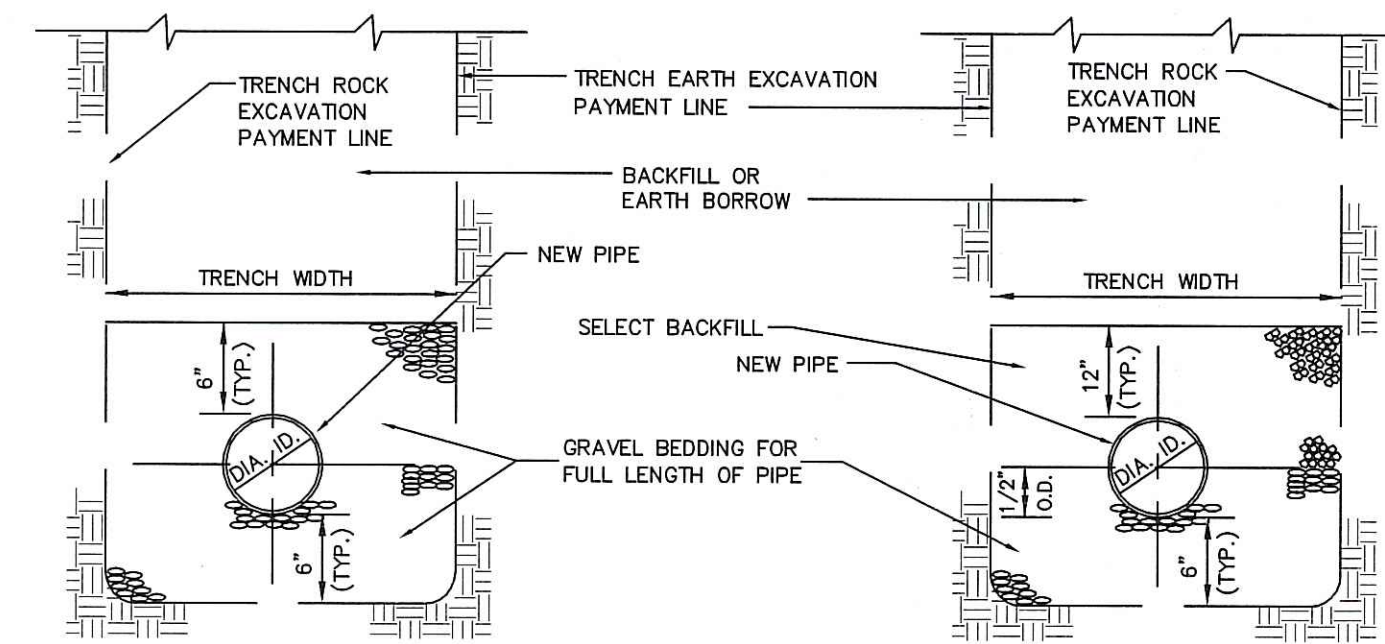 TRENCH ROCK
EXCAVATION
PAYMENT LINE
TRENCH EARTH EXCAVATION
PAYMENT LINE
TRENCH ROCK
EXCAVATION
PAYMENT LINE
BACKFILL OR
EARTH BORROW
NEW PIPE
TRENCH WIDTH
TRENCH WIDTH
SELECT BACKFILL
NEW PIPE
6"
(TYP.)
12"
(TYP.)
DIA. ID.
DIA. ID.
GRAVEL BEDDING FOR
FULL LENGTH OF PIPE
1/2"
O.D.
6"
(TYP.)
6"
(TYP.)